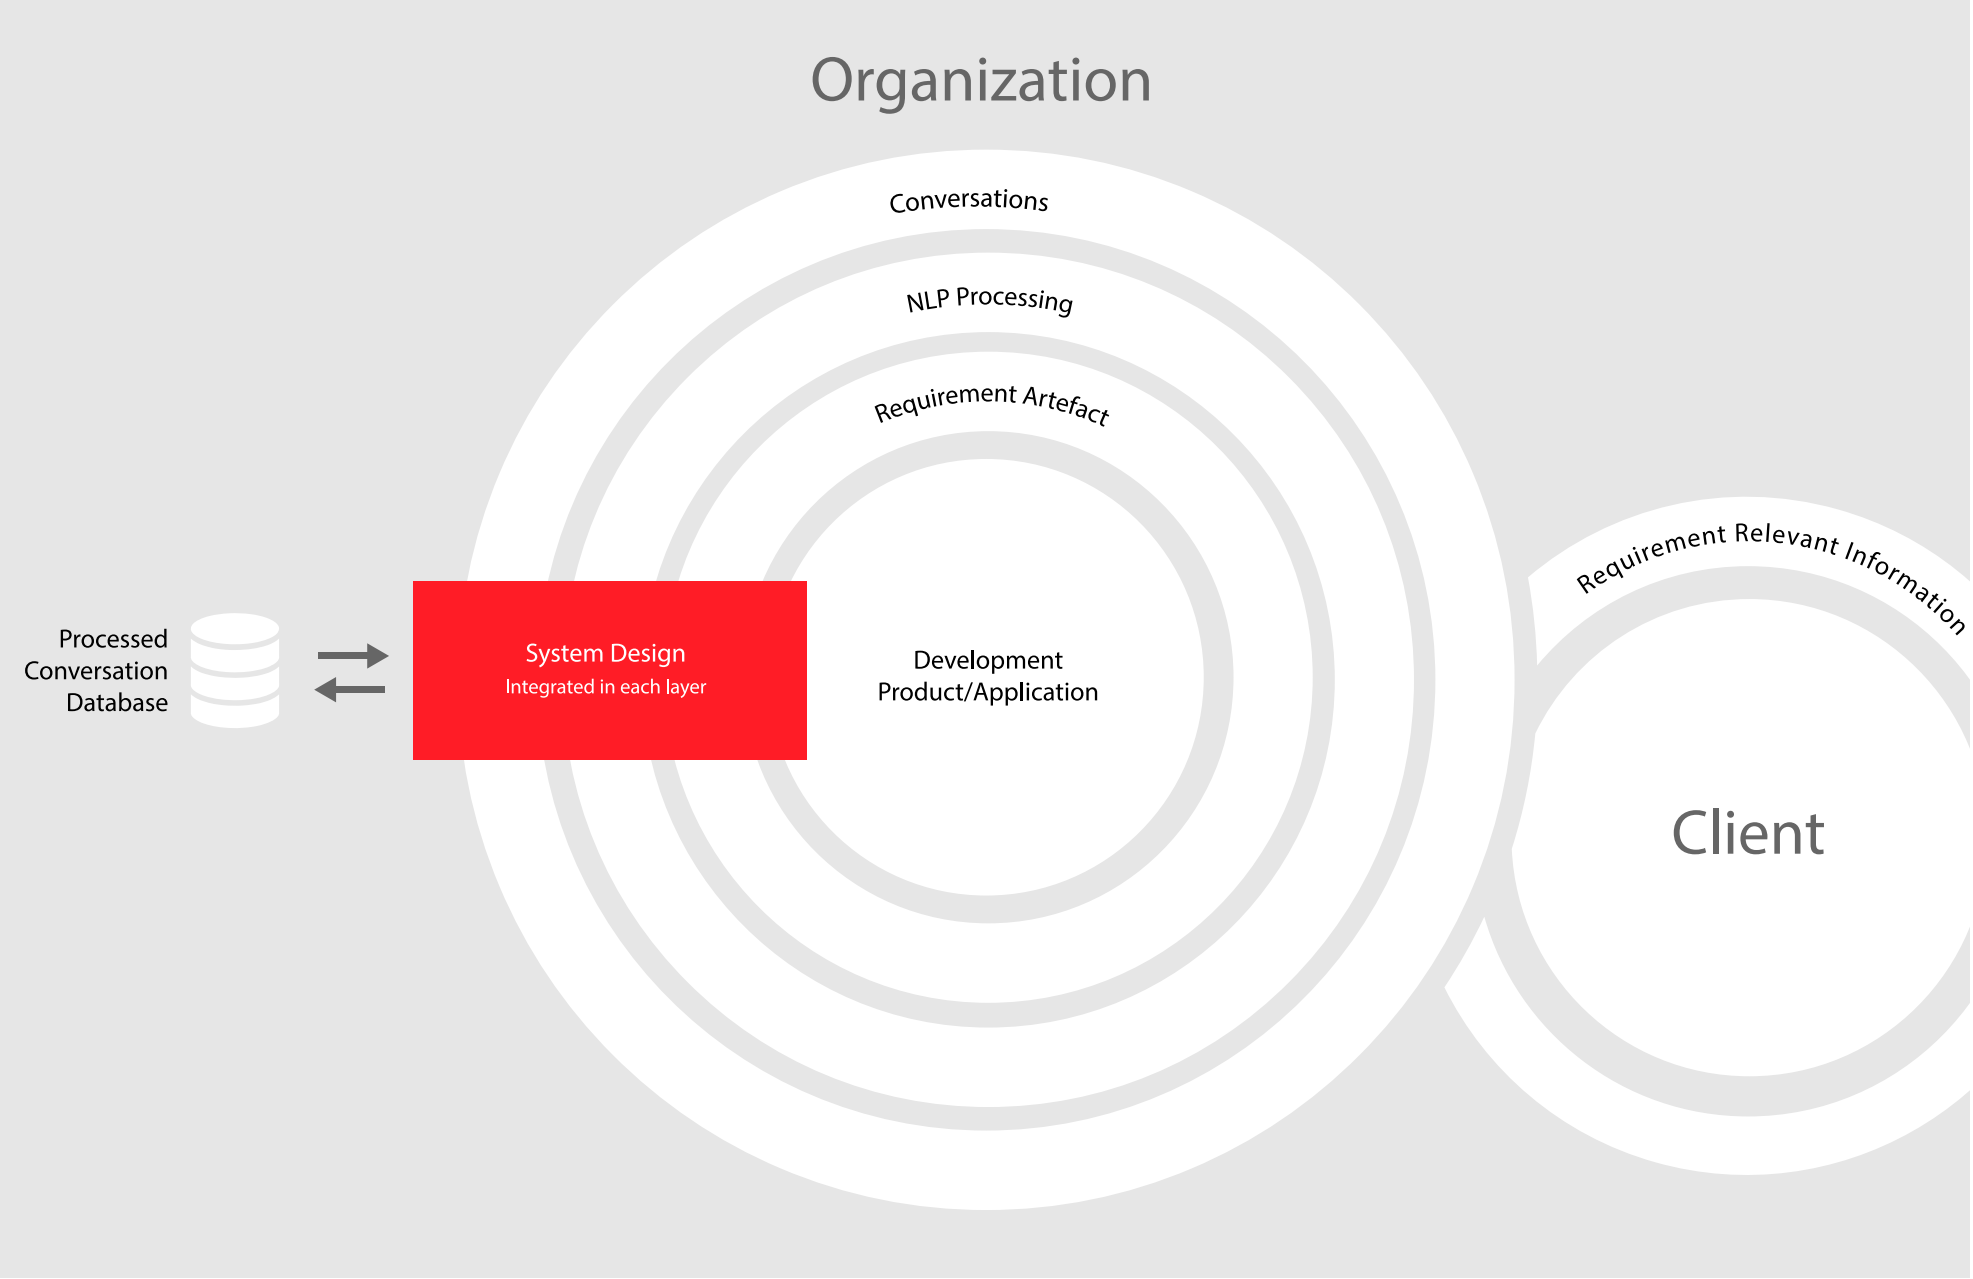 Organization
Conversations
NLP Processing
Requirement Artefact
Processed
Conversation
Database
System Design
Integrated in each layer
Development
Product/Application
Requirement Relevant Information
Client